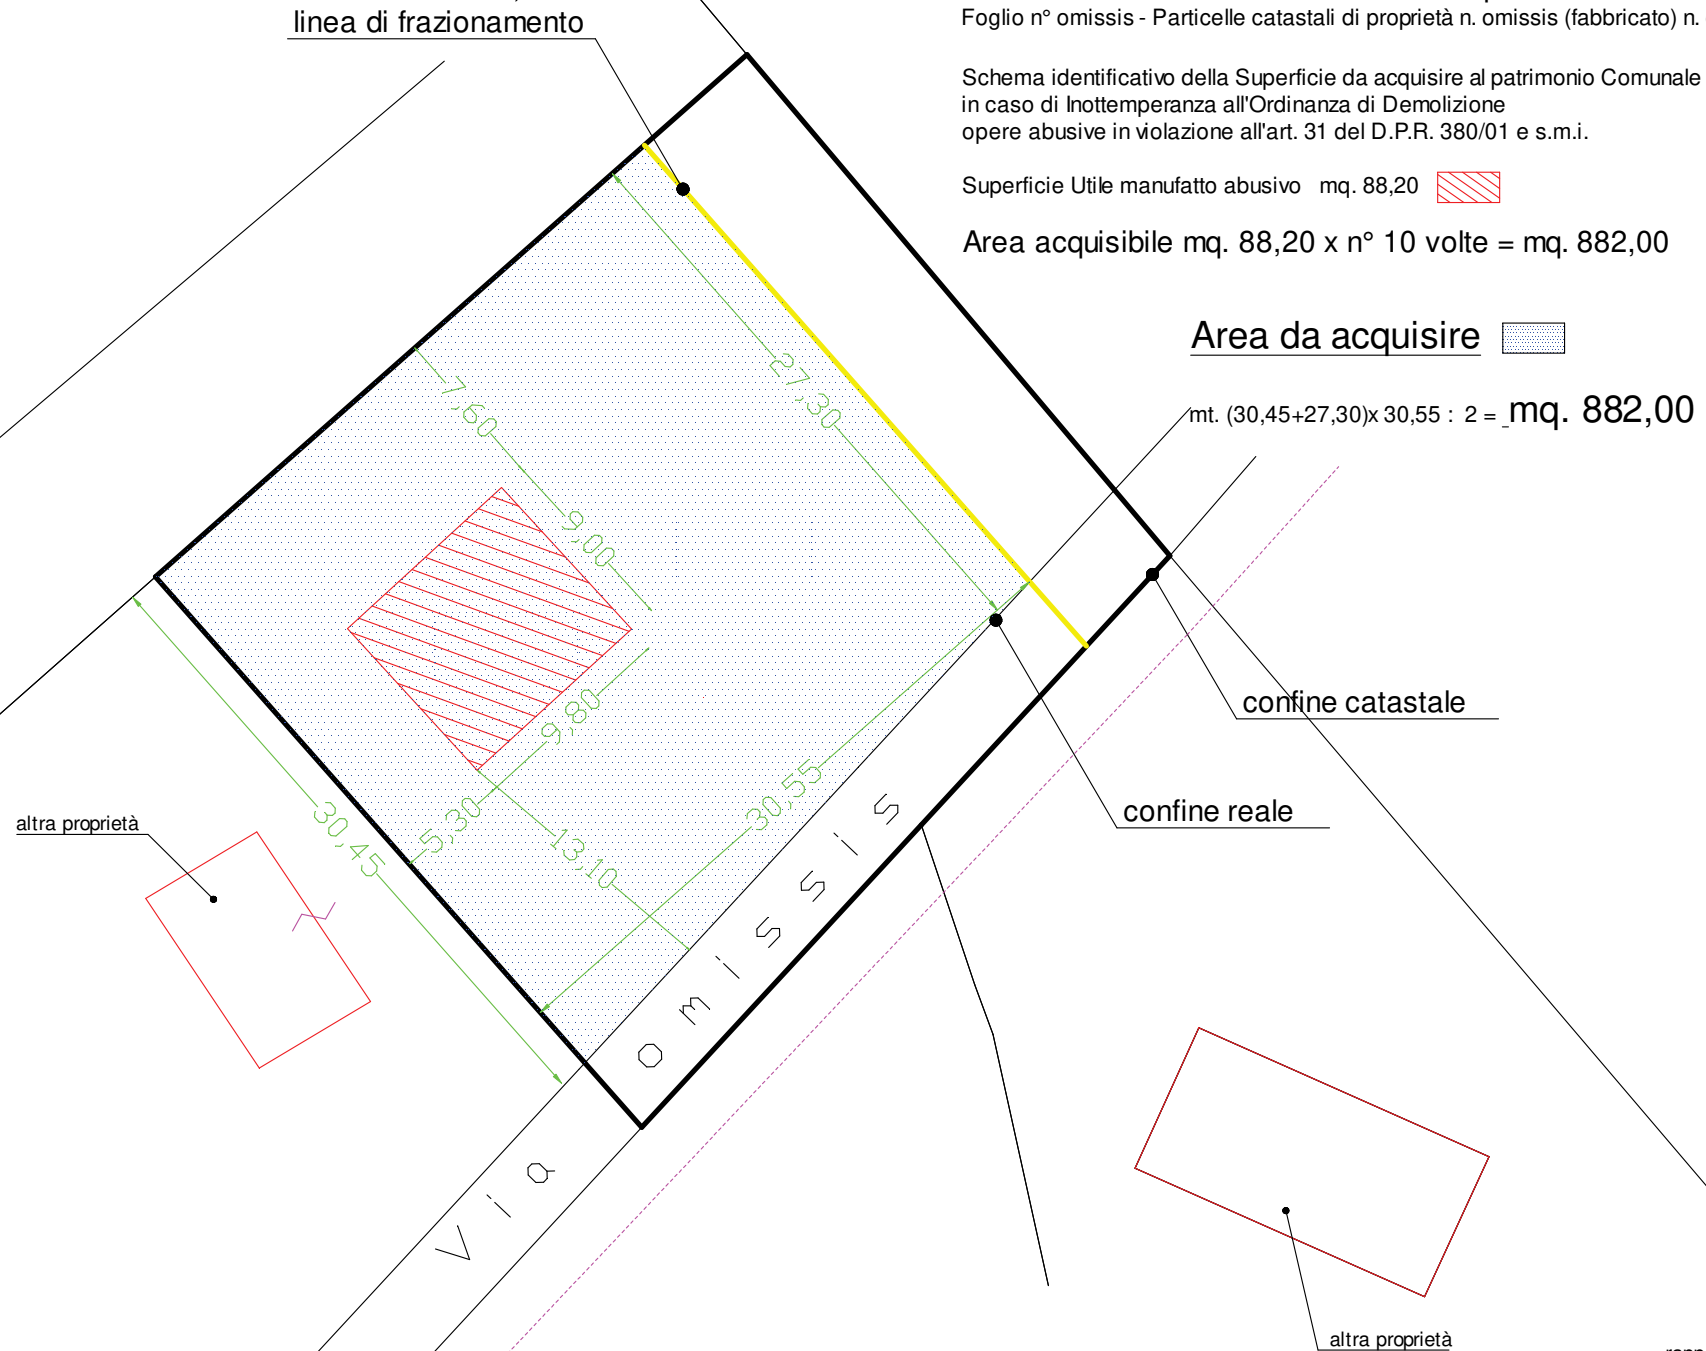 linea di frazionamento
Foglio n° omissis - Particelle catastali di proprietà n. omissis (fabbricato) n.
Schema identificativo della Superficie da acquisire al patrimonio Comunale
in caso di Inottemperanza all'Ordinanza di Demolizione
opere abusive in violazione all'art. 31 del D.P.R. 380/01 e s.m.i.
Superficie Utile manufatto abusivo mq. 88,20
Area acquisibile mq. 88,20 x n° 10 volte = mq. 882,00
Area da acquisire
mt. (30,45+27,30)x 30,55 : 2 = mq. 882,00
27,30
7,60
9,00
9,80
5,30
13,10
30,55
30,45
confine catastale
confine reale
altra proprietà
Via omissis
altra proprietà